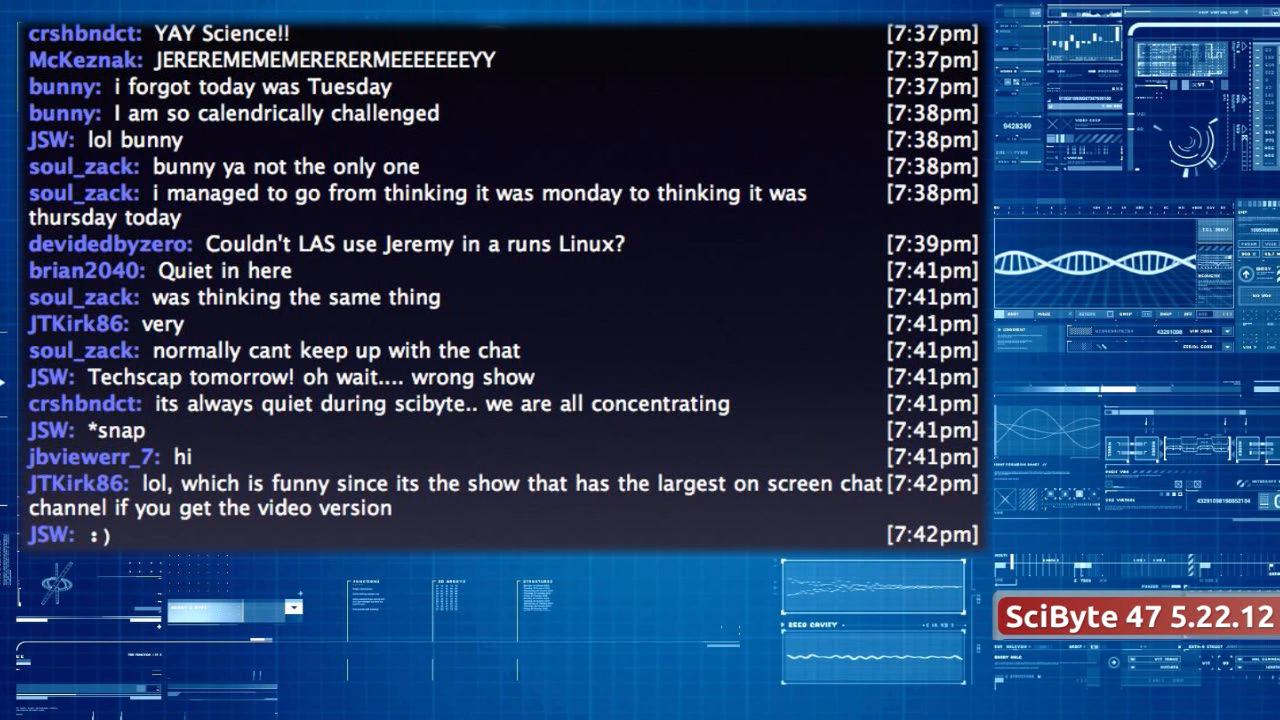 crshbndct: YAY Science!! [7:37pm]
McKeznak: JEREREMEMEMERERERMEEEEEEYY [7:37pm]
bunny: i forgot today was Tuesday [7:37pm]
bunny: I am so calendrically challenged [7:38pm]
JSW: lol bunny [7:38pm]
soul_zack: bunny ya not the only one [7:38pm]
soul_zack: i managed to go from thinking it was monday to thinking it was [7:38pm]
thursday today
devidedbyzero: Couldn't LAS use Jeremy in a runs Linux? [7:39pm]
brian2040: Quiet in here [7:41pm]
soul_zack: was thinking the same thing [7:41pm]
JTKirk86: very [7:41pm]
soul_zack: normally cant keep up with the chat [7:41pm]
JSW: Techscap tomorrow! oh wait.... wrong show [7:41pm]
crshbndct: its always quiet during scibyte.. we are all concentrating [7:41pm]
JSW: *snap [7:41pm]
jbviewerr_7: hi [7:41pm]
JTKirk86: lol, which is funny since its the show that has the largest on screen chat [7:42pm]
channel if you get the video version
JSW: :) [7:42pm]
9428249
SciByte 47 5.22.12
DEEP CAVITY